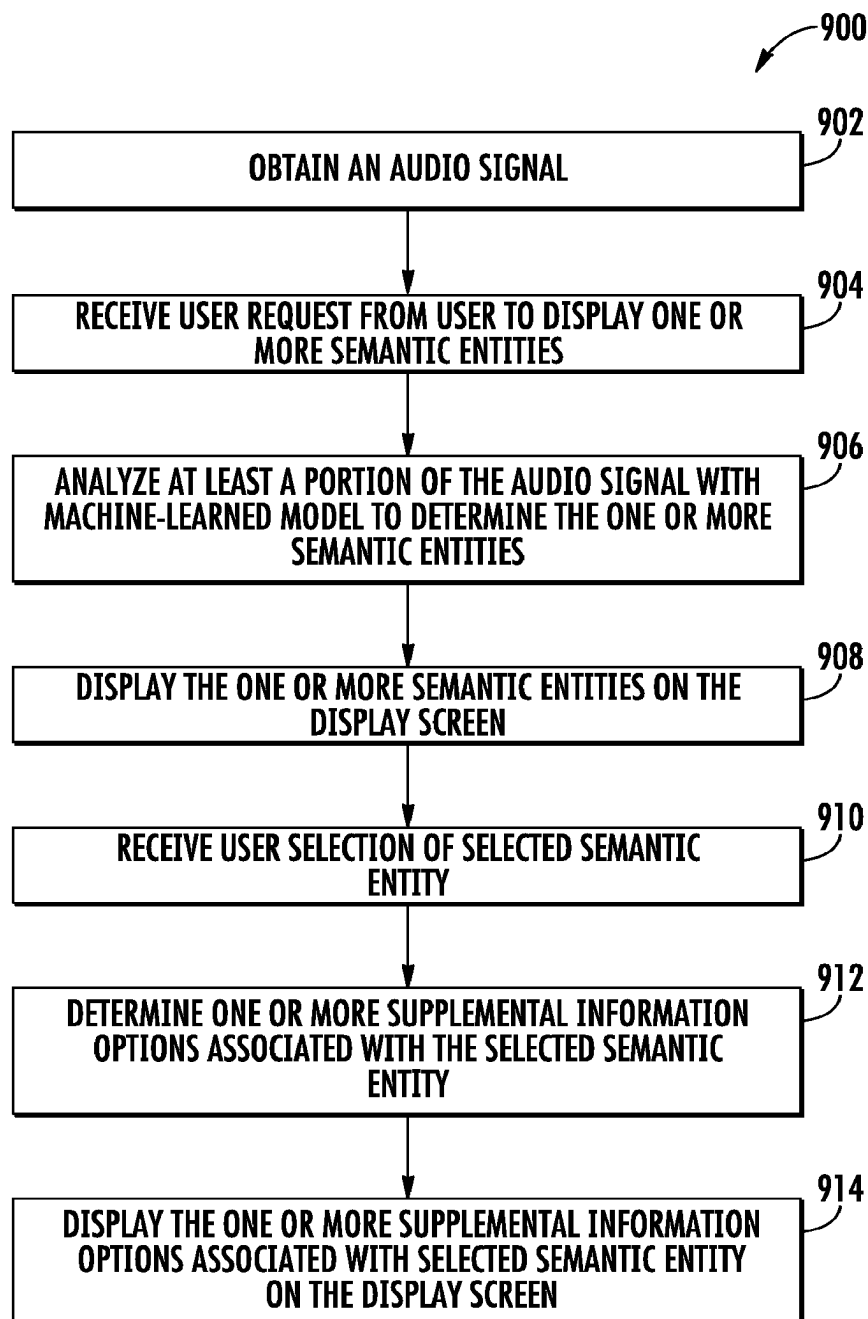 900
902
OBTAIN AN AUDIO SIGNAL
904
RECEIVE USER REQUEST FROM USER TO DISPLAY ONE OR
MORE SEMANTIC ENTITIES
906
ANALYZE AT LEAST A PORTION OF THE AUDIO SIGNAL WITH
MACHINE-LEARNED MODEL TO DETERMINE THE ONE OR MORE
SEMANTIC ENTITIES
908
DISPLAY THE ONE OR MORE SEMANTIC ENTITIES ON THE
DISPLAY SCREEN
910
RECEIVE USER SELECTION OF SELECTED SEMANTIC
ENTITY
912
DETERMINE ONE OR MORE SUPPLEMENTAL INFORMATION
OPTIONS ASSOCIATED WITH THE SELECTED SEMANTIC
ENTITY
914
DISPLAY THE ONE OR MORE SUPPLEMENTAL INFORMATION
OPTIONS ASSOCIATED WITH SELECTED SEMANTIC ENTITY
ON THE DISPLAY SCREEN